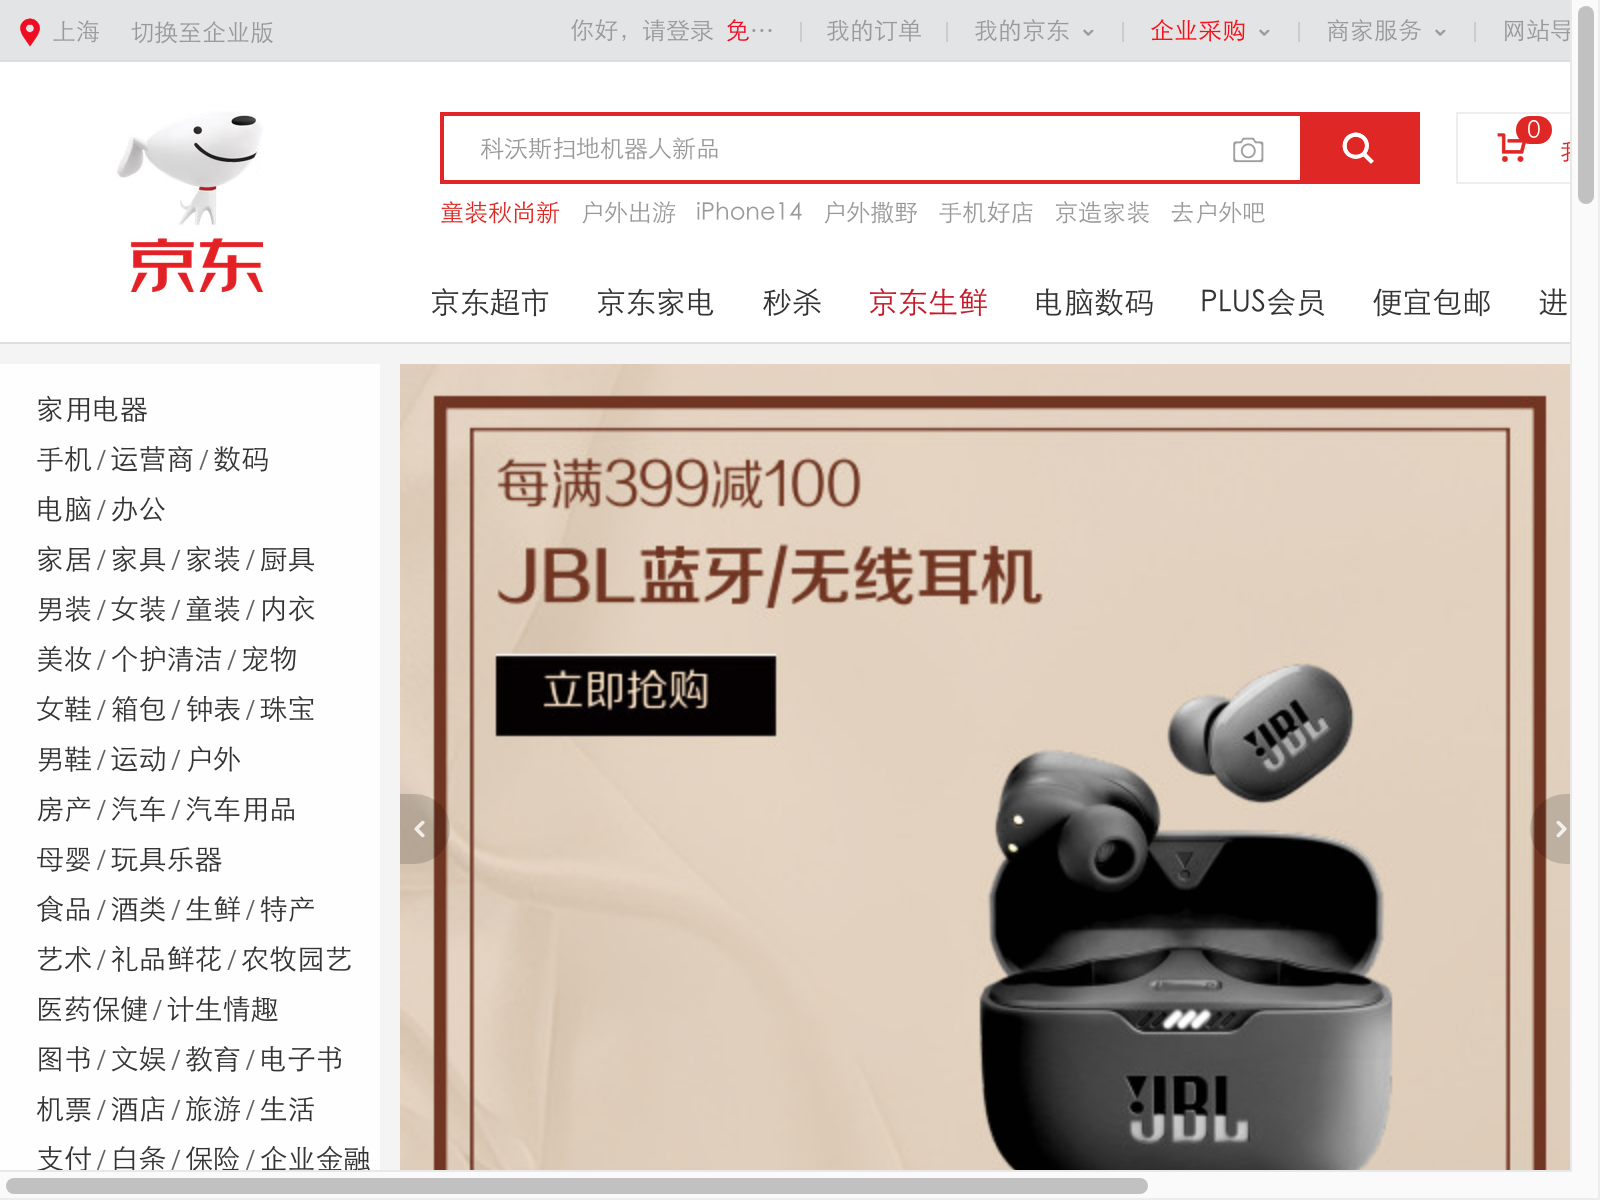 上海 切换至企业版 你好，请登录 免··· 我的订单 我的京东 企业采购 商家服务 网站导
科沃斯扫地机器人新品 0
童装秋尚新 户外出游 iPhone14 户外撒野 手机好店 京造家装 去户外吧
京东
京东超市 京东家电 秒杀 京东生鲜 电脑数码 PLUS会员 便宜包邮 进
家用电器
手机 / 运营商 / 数码
电脑 / 办公
家居 / 家具 / 家装 / 厨具
男装 / 女装 / 童装 / 内衣
美妆 / 个护清洁 / 宠物
女鞋 / 箱包 / 钟表 / 珠宝
男鞋 / 运动 / 户外
房产 / 汽车 / 汽车用品
母婴 / 玩具乐器
食品 / 酒类 / 生鲜 / 特产
艺术 / 礼品鲜花 / 农牧园艺
医药保健 / 计生情趣
图书 / 文娱 / 教育 / 电子书
机票 / 酒店 / 旅游 / 生活
支付 / 白条 / 保险 / 企业金融
每满399减100
JBL蓝牙/无线耳机
立即抢购
JBL
JBL